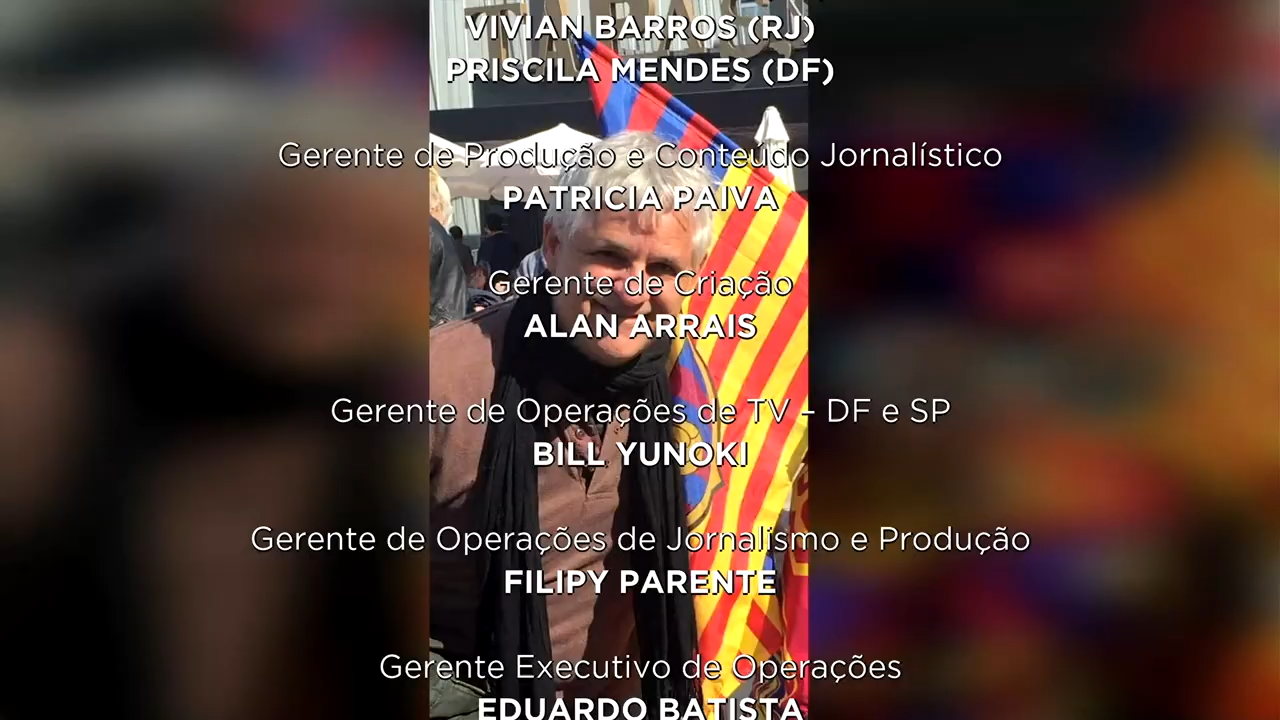 VIVIAN BARROS (RJ)
PRISCILA MENDES (DF)
Gerente de Produção e Conteúdo Jornalístico
PATRICIA PAIVA
Gerente de Criação
ALAN ARRAIS
Gerente de Operações de TV – DF e SP
BILL YUNOKI
Gerente de Operações de Jornalismo e Produção
FILIPY PARENTE
Gerente Executivo de Operações
EDUARDO BATISTA